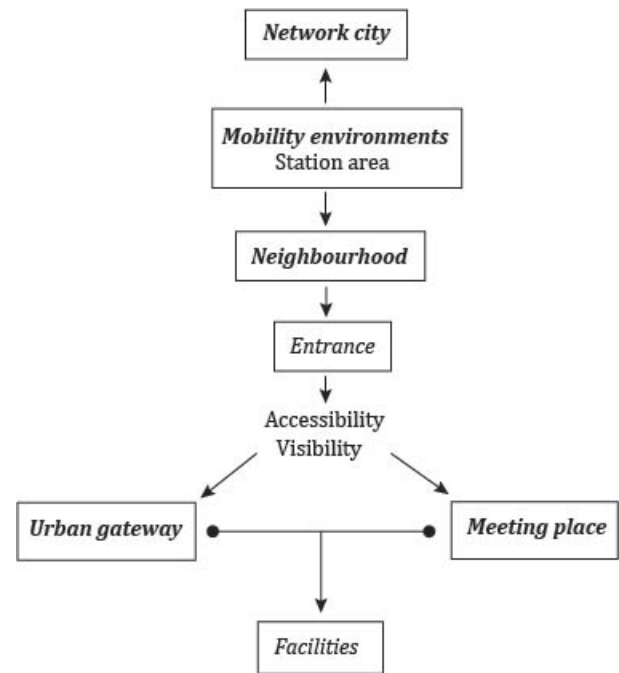 Network city
Mobility environments
Station area
Neighbourhood
Entrance
Accessibility
Visibility
Urban gateway
Meeting place
Facilities